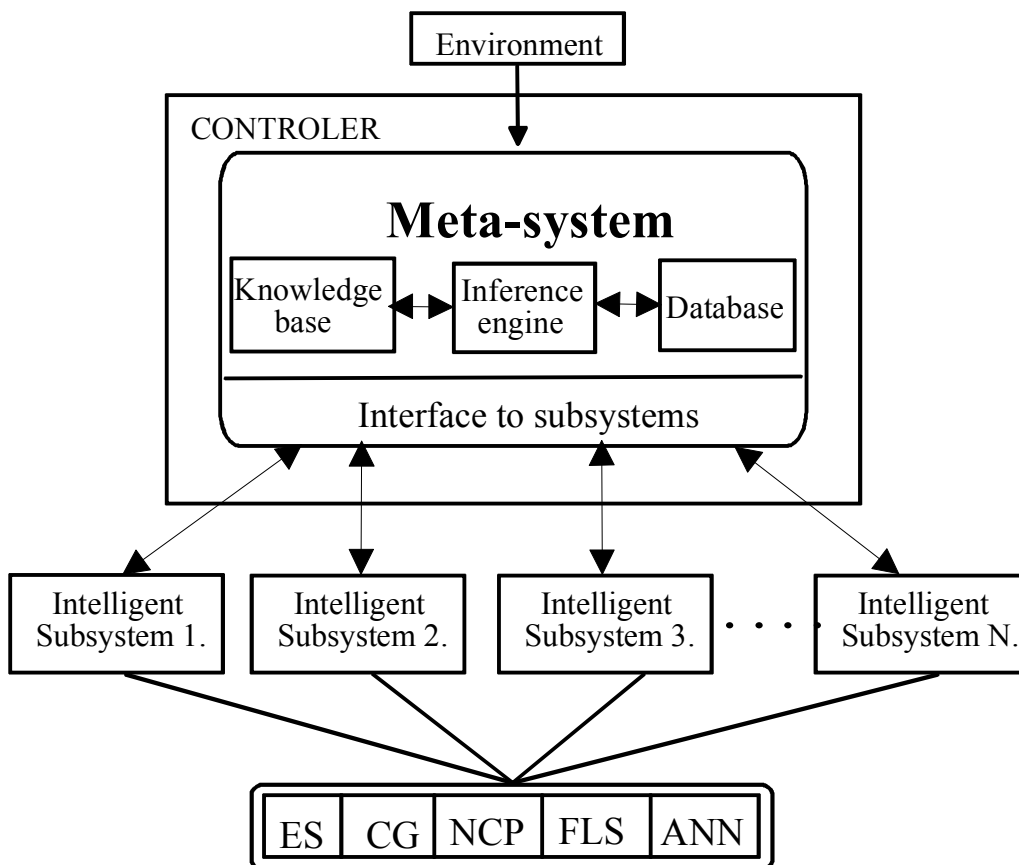 Environment
CONTROLER
Meta-system
Knowledge
base
Inference
engine
Database
Interface to subsystems
Intelligent
Subsystem 1.
Intelligent
Subsystem 2.
Intelligent
Subsystem 3.
. . . .
Intelligent
Subsystem N.
ES
CG
NCP
FLS
ANN